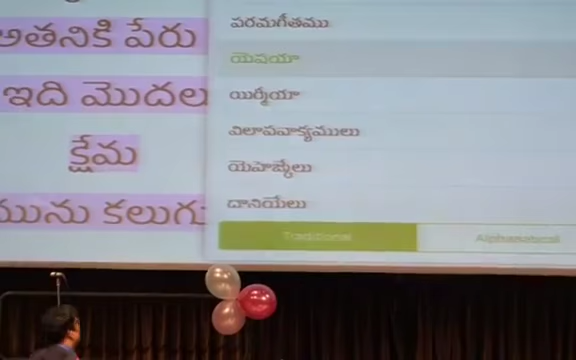 అతనికి పేరు
ఇది మొదల
క్షేమ
మును కలుగు
పరమగీతము
యెషయా
యిర్మీయా
విలాపవాక్యములు
యెహెజ్కేలు
దానియేలు
Traditional
Alphabetical